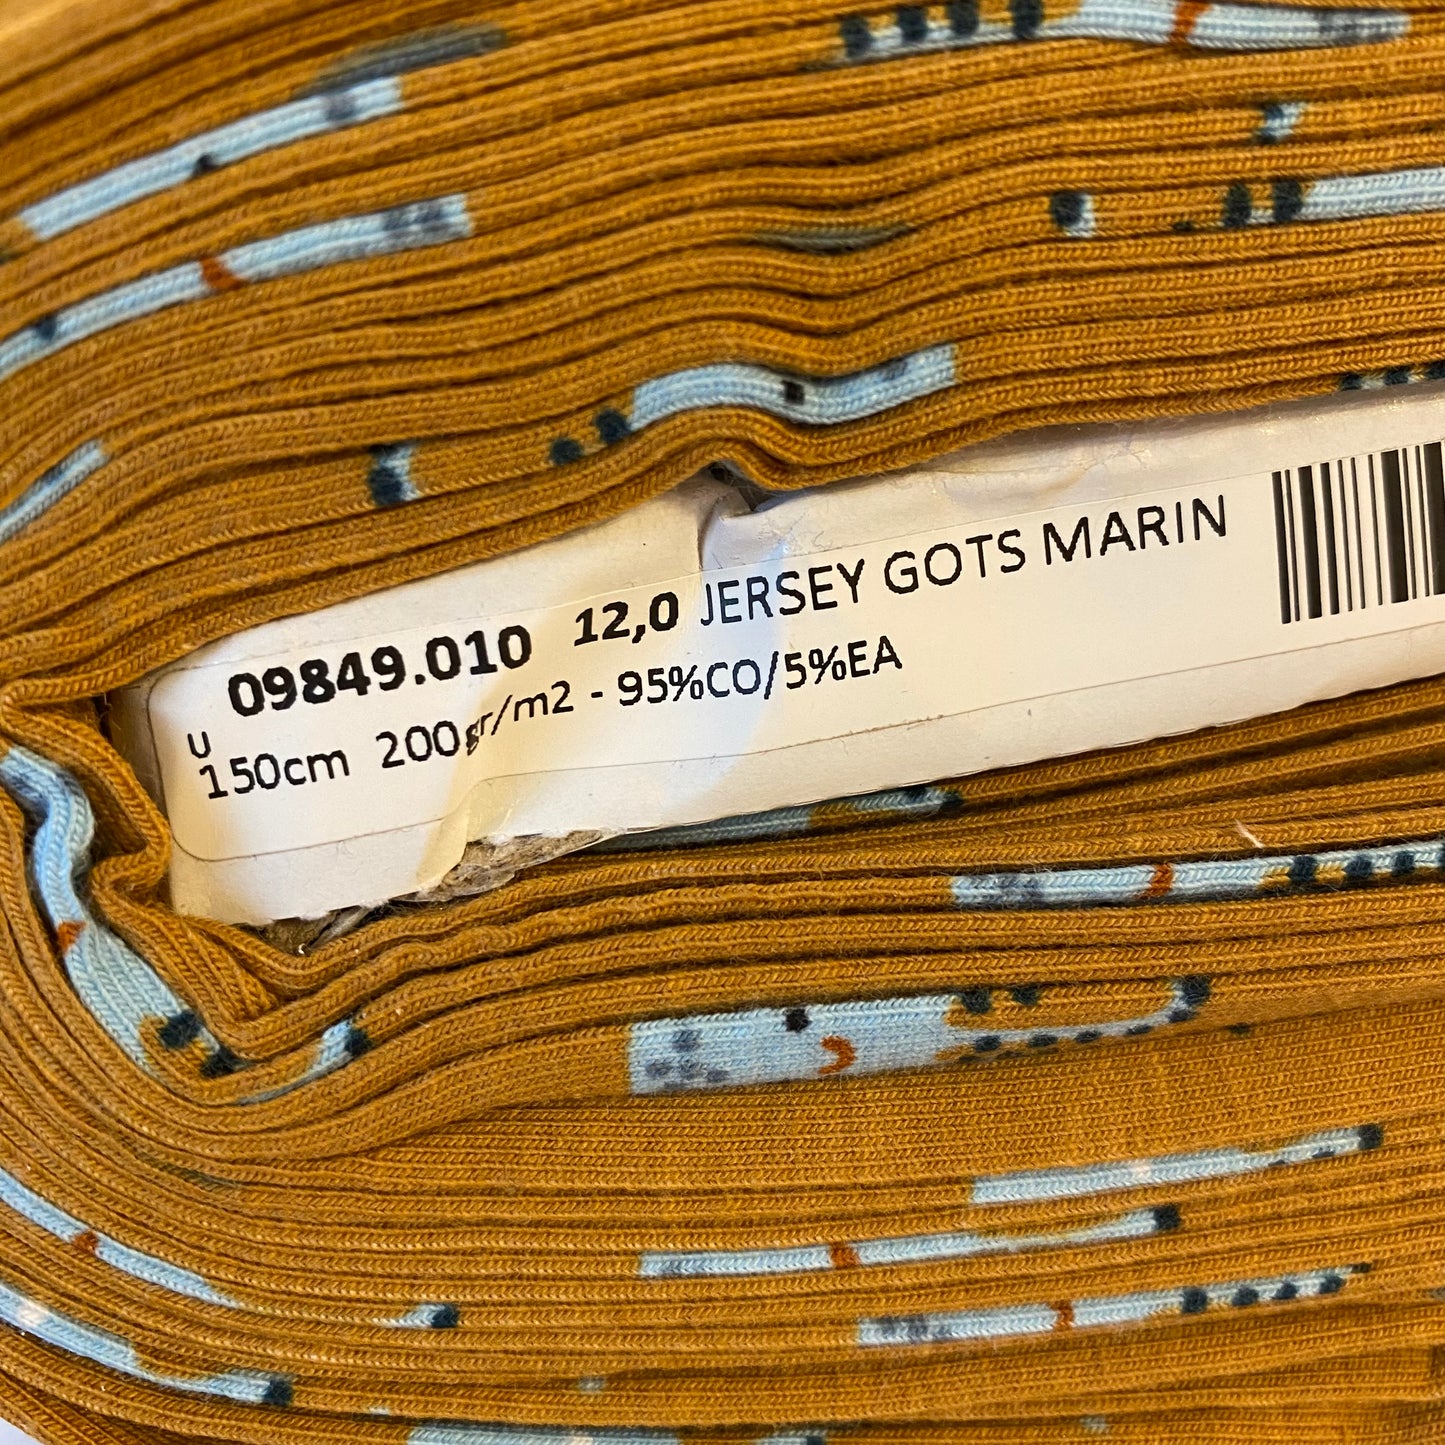 09849.010 12,0 JERSEY GOTS MARIN
U
150cm 200gr/m2 - 95%CO/5%EA